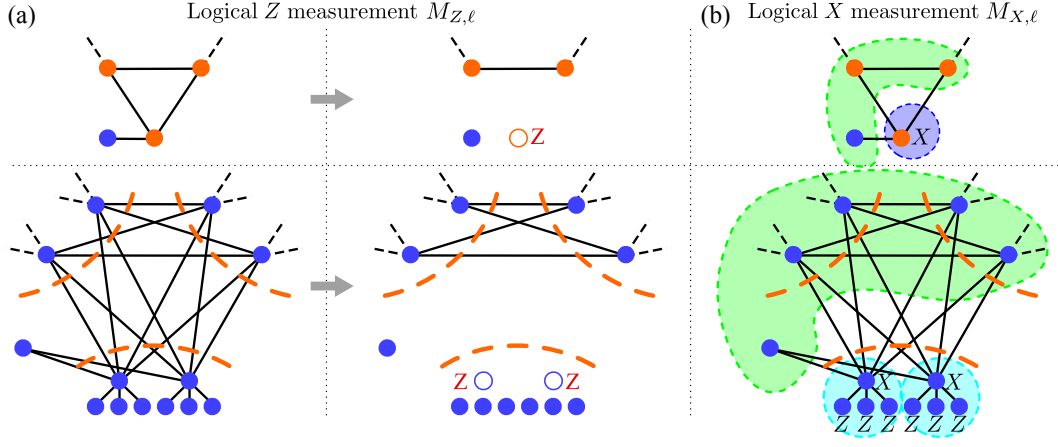 (a) Logical Z measurement M_{Z,ℓ} (b) Logical X measurement M_{X,ℓ}
Z X
Z Z X X
Z Z Z Z Z Z